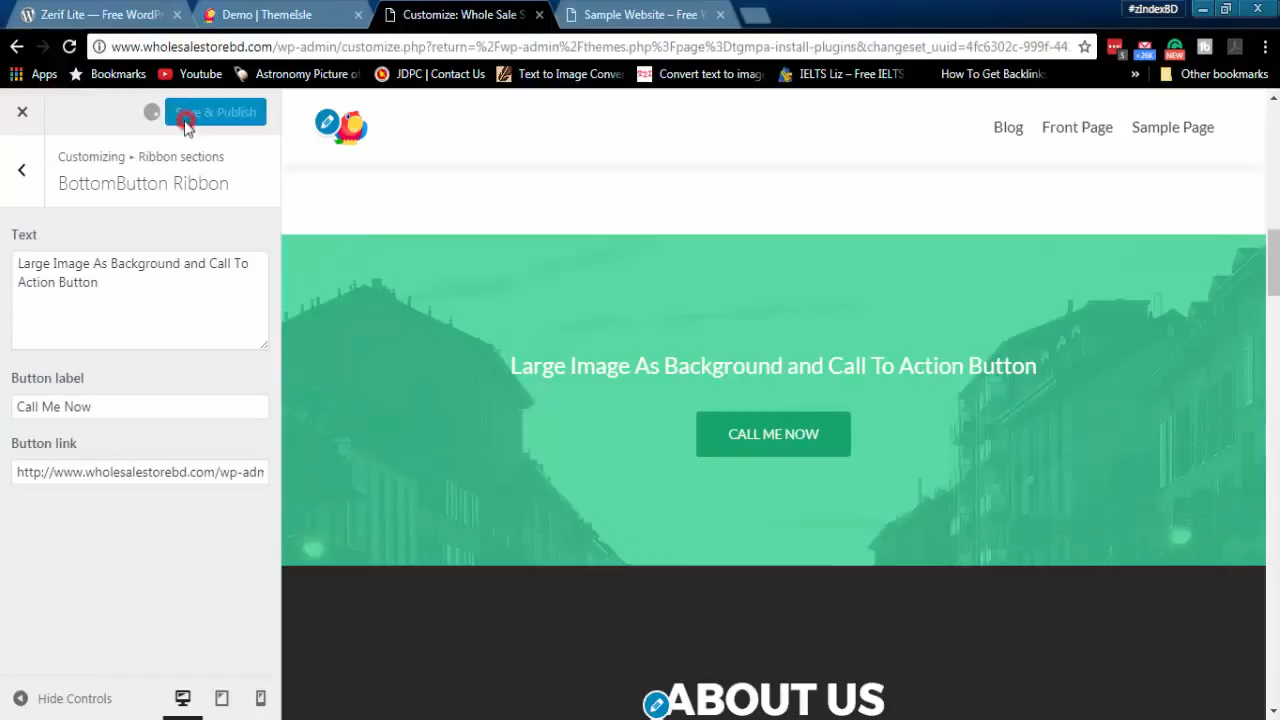 Zerif Lite — Free WordPr
Demo | ThemeIsle
Customize: Whole Sale S
Sample Website – Free W
#zIndexBD
www.wholesalestorebd.com/wp-admin/customize.php?return=%2Fwp-admin%2Fthemes.php%3Fpage%3Dtgmpa-install-plugins&changeset_uuid=4fc6302c-999f-44
Apps
Bookmarks
Youtube
Astronomy Picture of
JDPC | Contact Us
Text to Image Conve
Convert text to imag
IELTS Liz – Free IELTS
How To Get Backlink
»
Other bookmarks
Save & Publish
Customizing ▸ Ribbon sections
BottomButton Ribbon
Text
Large Image As Background and Call To
Action Button
Button label
Call Me Now
Button link
http://www.wholesalestorebd.com/wp-adm
Hide Controls
Blog
Front Page
Sample Page
Large Image As Background and Call To Action Button
CALL ME NOW
ABOUT US